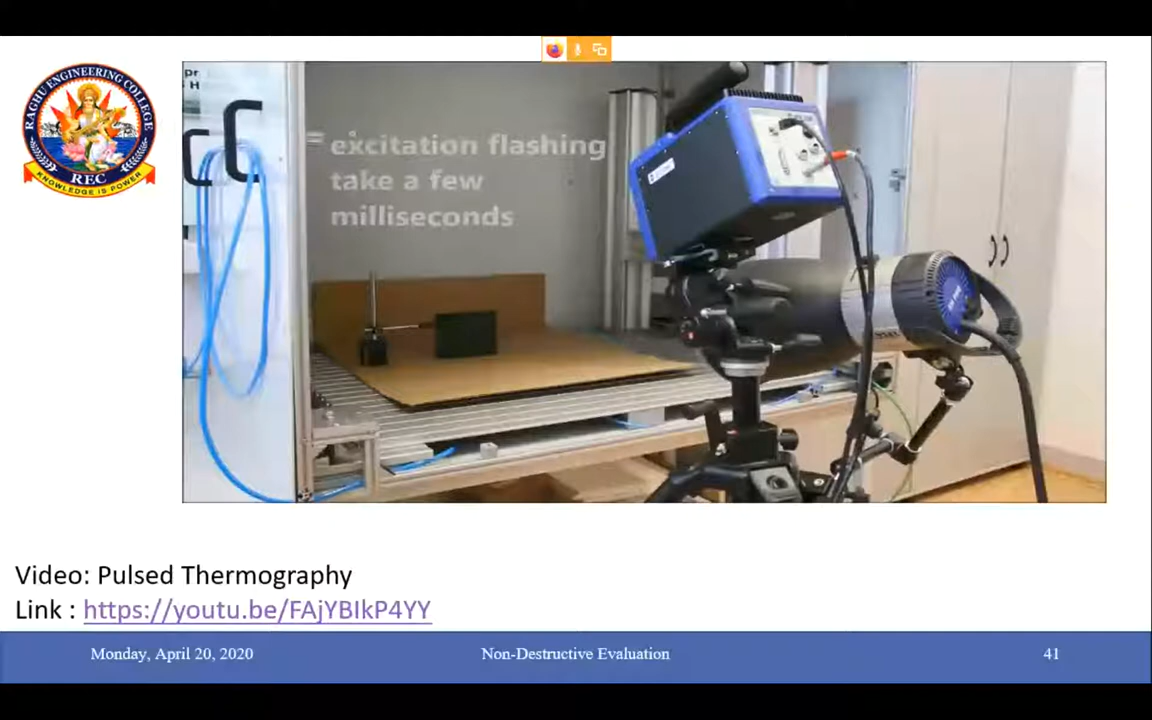 RAGHU ENGINEERING COLLEGE
REC
KNOWLEDGE IS POWER
pr
H
excitation flashing
take a few
milliseconds
Video: Pulsed Thermography
Link : https://youtu.be/FAjYBIkP4YY
Monday, April 20, 2020
Non-Destructive Evaluation
41